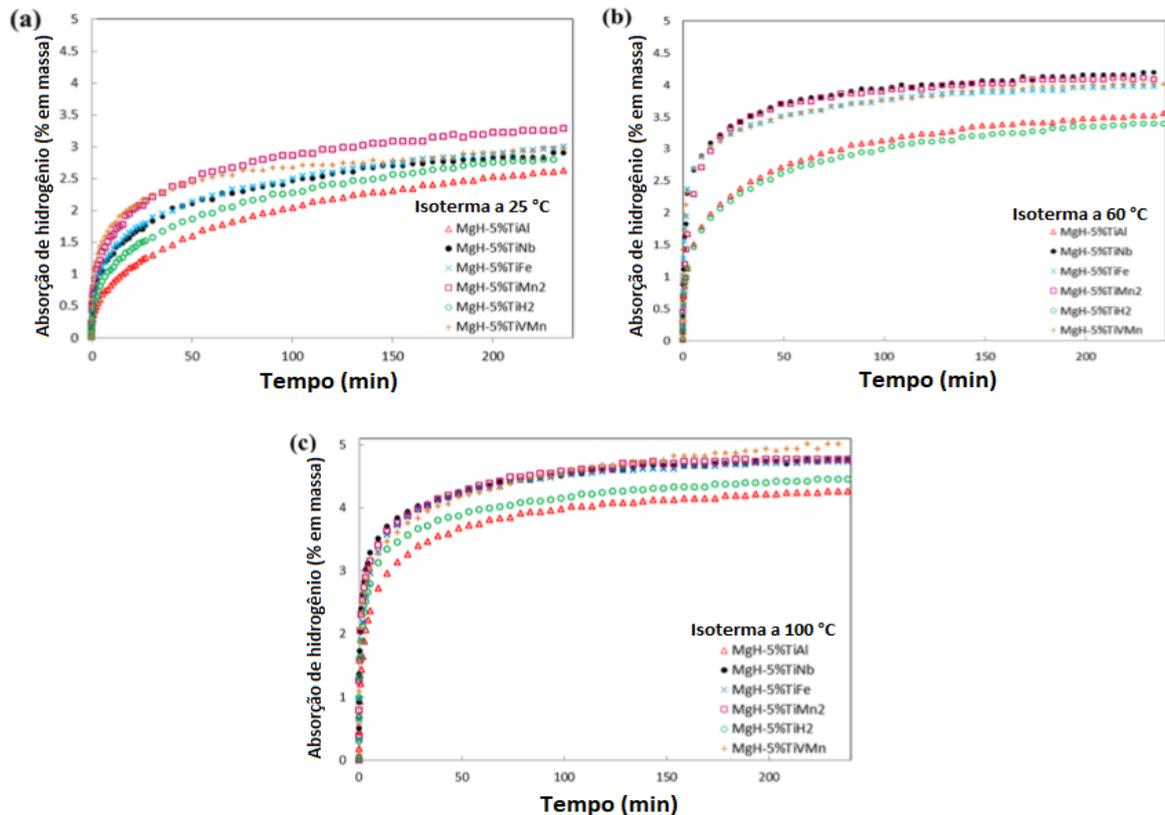 (a)
Absorção de hidrogênio (% em massa)
5
4.5
4
3.5
3
2.5
2
1.5
1
0.5
0
0
50
100
150
200
Tempo (min)
Isoterma a 25 °C
MgH-5%TiAl
MgH-5%TiNb
MgH-5%TiFe
MgH-5%TiMn2
MgH-5%TiH2
MgH-5%TiVMn
(b)
Absorção de hidrogênio (% em massa)
5
4.5
4
3.5
3
2.5
2
1.5
1
0.5
0
0
50
100
150
200
Tempo (min)
Isoterma a 60 °C
MgH-5%TiAl
MgH-5%TiNb
MgH-5%TiFe
MgH-5%TiMn2
MgH-5%TiH2
MgH-5%TiVMn
(c)
Absorção de hidrogênio (% em massa)
5
4
3
2
1
0
0
50
100
150
200
Tempo (min)
Isoterma a 100 °C
MgH-5%TiAl
MgH-5%TiNb
MgH-5%TiFe
MgH-5%TiMn2
MgH-5%TiH2
MgH-5%TiVMn